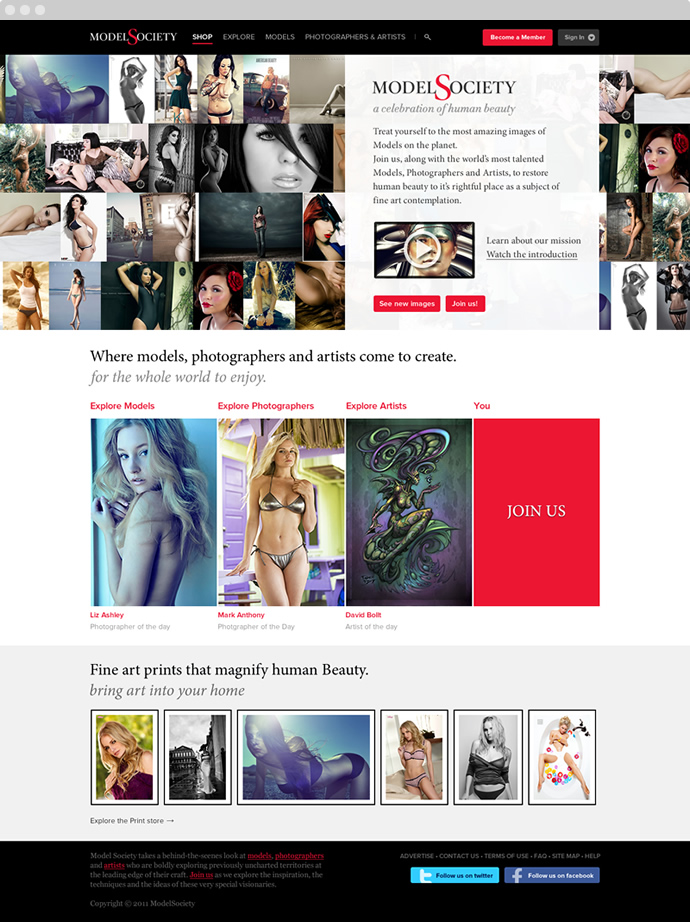 MODELSOCIETY SHOP EXPLORE MODELS PHOTOGRAPHERS & ARTISTS Become a Member Sign In
MODELSOCIETY
a celebration of human beauty
Treat yourself to the most amazing images of
Models on the planet.
Join us, along with the world's most talented
Models, Photographers and Artists, to restore
human beauty to it's rightful place as a subject of
fine art contemplation.
Learn about our mission
Watch the introduction
See new images Join us!
Where models, photographers and artists come to create.
for the whole world to enjoy.
Explore Models Explore Photographers Explore Artists You
JOIN US
Liz Ashley Mark Anthony David Bollt
Photographer of the day Photgrapher of the Day Artist of the day
Fine art prints that magnify human Beauty.
bring art into your home
Explore the Print store →
Model Society takes a behind-the-scenes look at models, photographers
and artists who are boldly exploring previously uncharted territories at
the leading edge of their craft. Join us as we explore the inspiration, the
techniques and the ideas of these very special visionaries.
Copyright © 2011 ModelSociety
ADVERTISE • CONTACT US • TERMS OF USE • FAQ • SITE MAP • HELP
Follow us on twitter Follow us on facebook